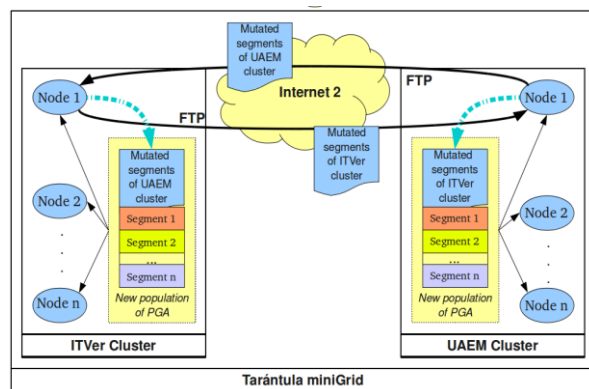 Mutated
segments of
UAEM
cluster
Internet 2
FTP
FTP
Mutated
segments
of ITVer
cluster
Node 1
Mutated
segments
of UAEM
cluster
Segment 1
Segment 2
...
Segment n
New population
of PGA
Node 2
.
.
.
Node n
ITVer Cluster
Node 1
Mutated
segments of
ITVer
cluster
Segment 1
Segment 2
...
Segment n
New population
of PGA
Node 2
.
.
.
Node n
UAEM Cluster
Tarántula miniGrid